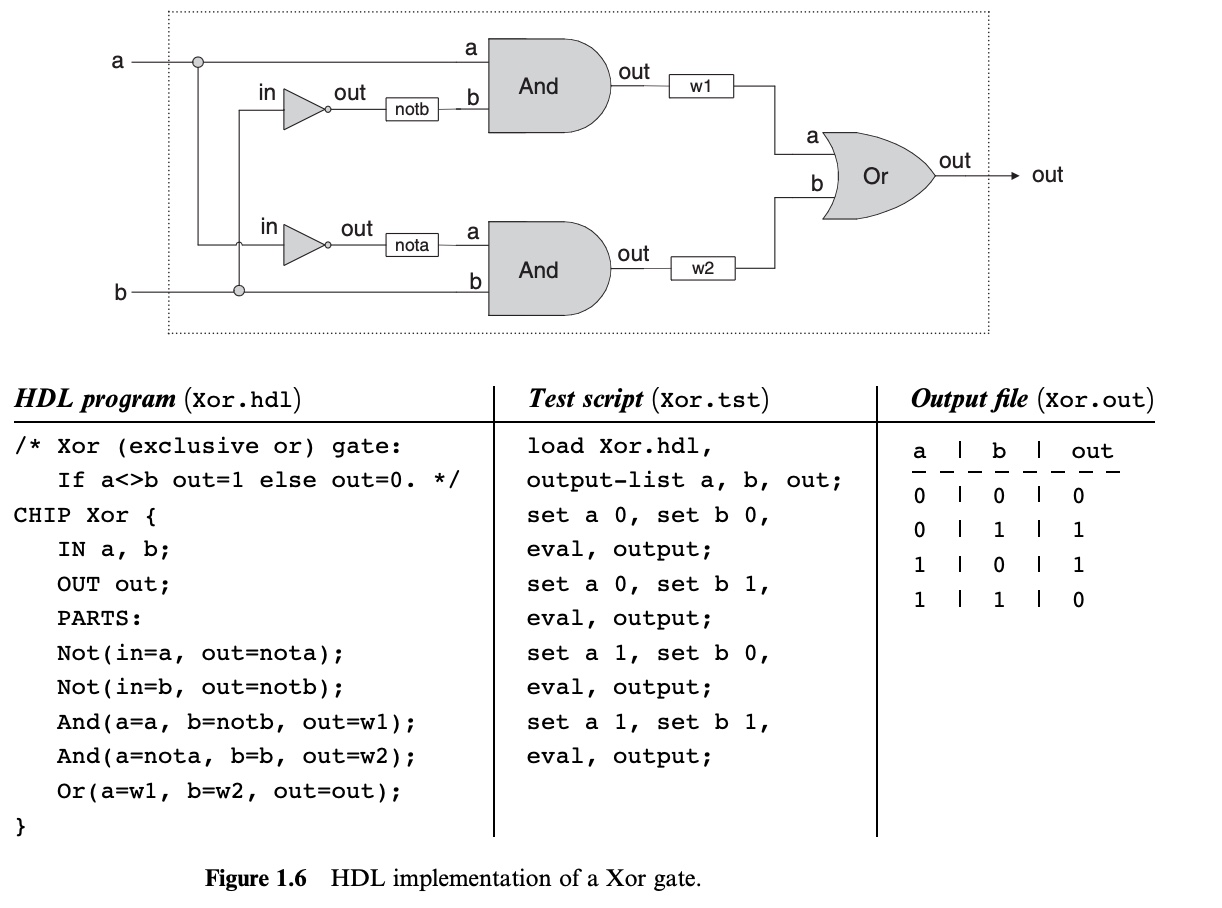 a
a
And
out
w1
in
out
notb
b
a
Or
out
out
b
in
out
nota
a
And
out
w2
b
b
HDL program (Xor.hdl)
/* Xor (exclusive or) gate:
If a<>b out=1 else out=0. */
CHIP Xor {
IN a, b;
OUT out;
PARTS:
Not(in=a, out=nota);
Not(in=b, out=notb);
And(a=a, b=notb, out=w1);
And(a=nota, b=b, out=w2);
Or(a=w1, b=w2, out=out);
}
Test script (Xor.tst)
load Xor.hdl,
output-list a, b, out;
set a 0, set b 0,
eval, output;
set a 0, set b 1,
eval, output;
set a 1, set b 0,
eval, output;
set a 1, set b 1,
eval, output;
Output file (Xor.out)
a | b | out
0 | 0 | 0
0 | 1 | 1
1 | 0 | 1
1 | 1 | 0
Figure 1.6 HDL implementation of a Xor gate.